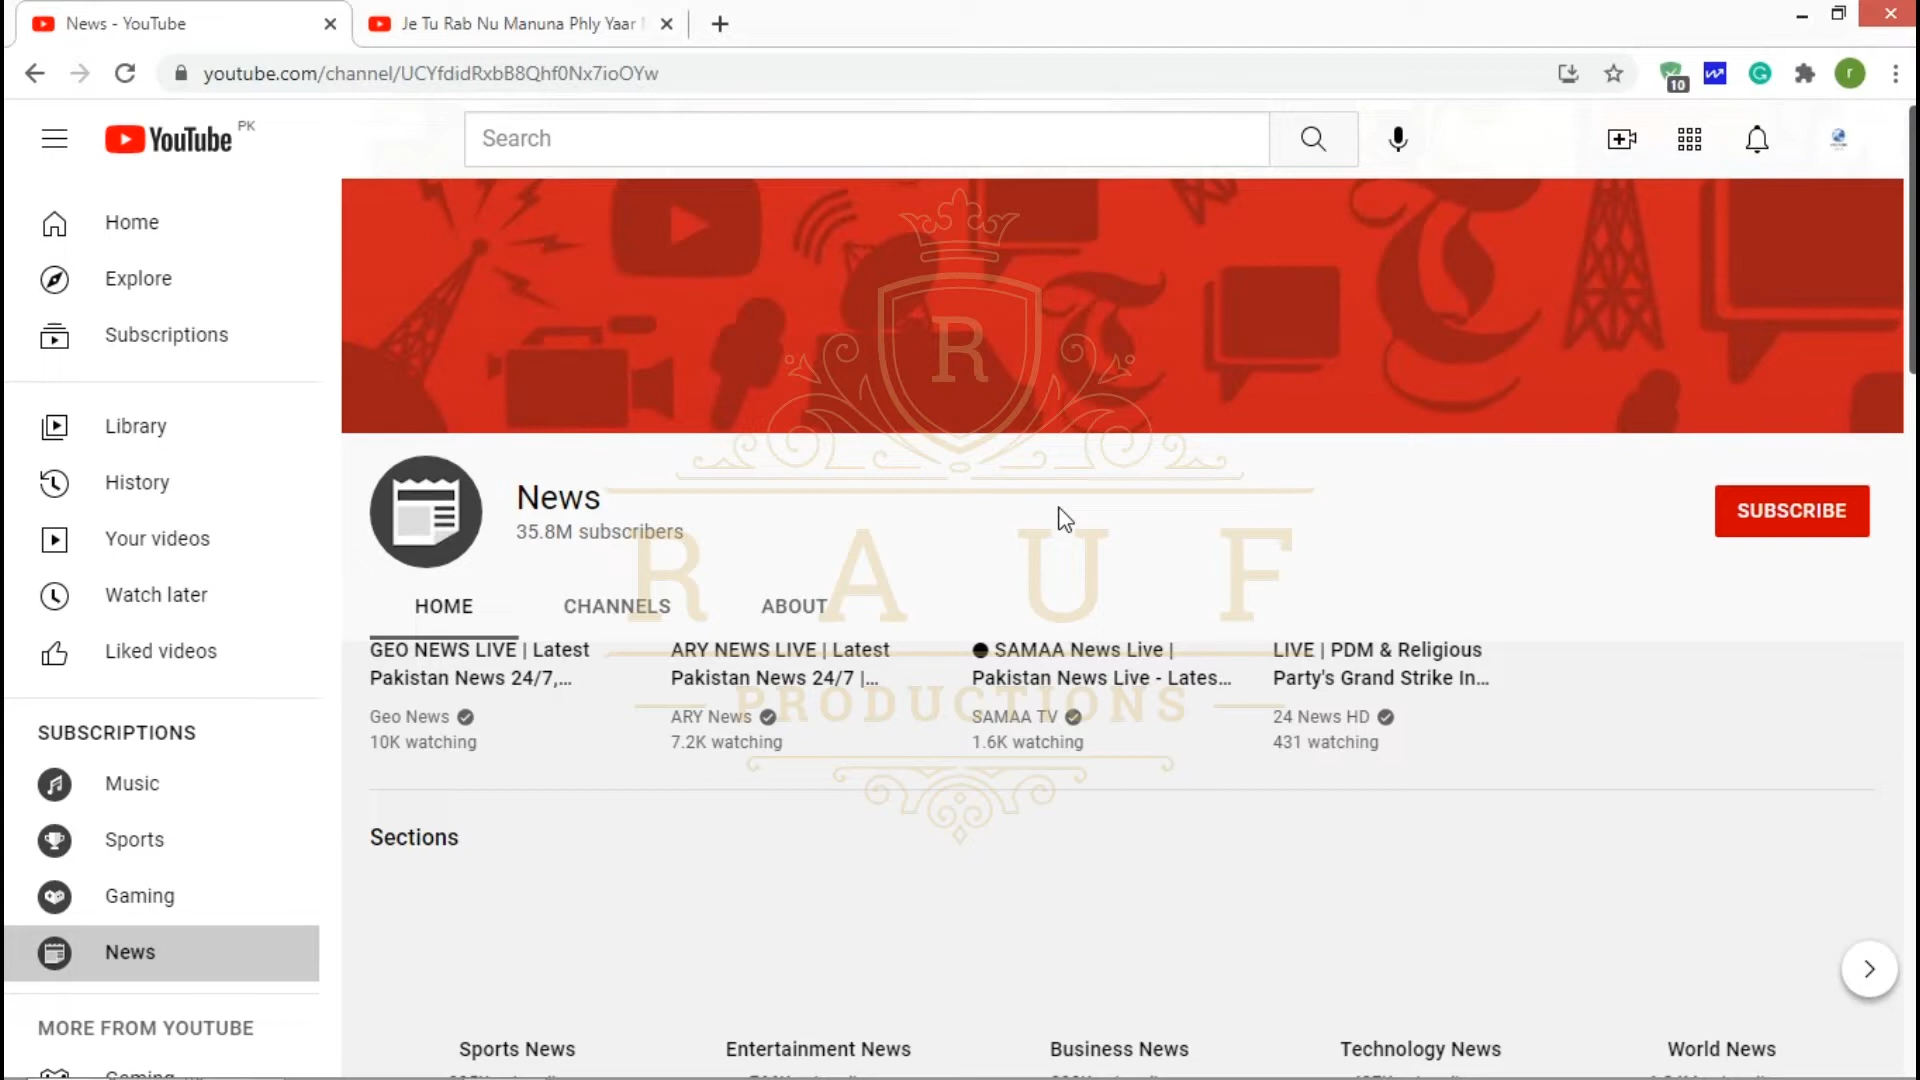 News - YouTube
Je Tu Rab Nu Manuna Phly Yaar
youtube.com/channel/UCYfdidRxbB8Qhf0Nx7ioOYw
10
r
YouTube PK
Search
Home
Explore
Subscriptions
Library
History
Your videos
Watch later
Liked videos
SUBSCRIPTIONS
Music
Sports
Gaming
News
MORE FROM YOUTUBE
Gaming
News
35.8M subscribers
SUBSCRIBE
HOME CHANNELS ABOUT
GEO NEWS LIVE | Latest
Pakistan News 24/7,...
Geo News
10K watching
ARY NEWS LIVE | Latest
Pakistan News 24/7 |...
ARY News
7.2K watching
SAMAA News Live |
Pakistan News Live - Lates...
SAMAA TV
1.6K watching
LIVE | PDM & Religious
Party's Grand Strike In...
24 News HD
431 watching
Sections
Sports News
Entertainment News
Business News
Technology News
World News
R
RAUF
PRODUCTIONS